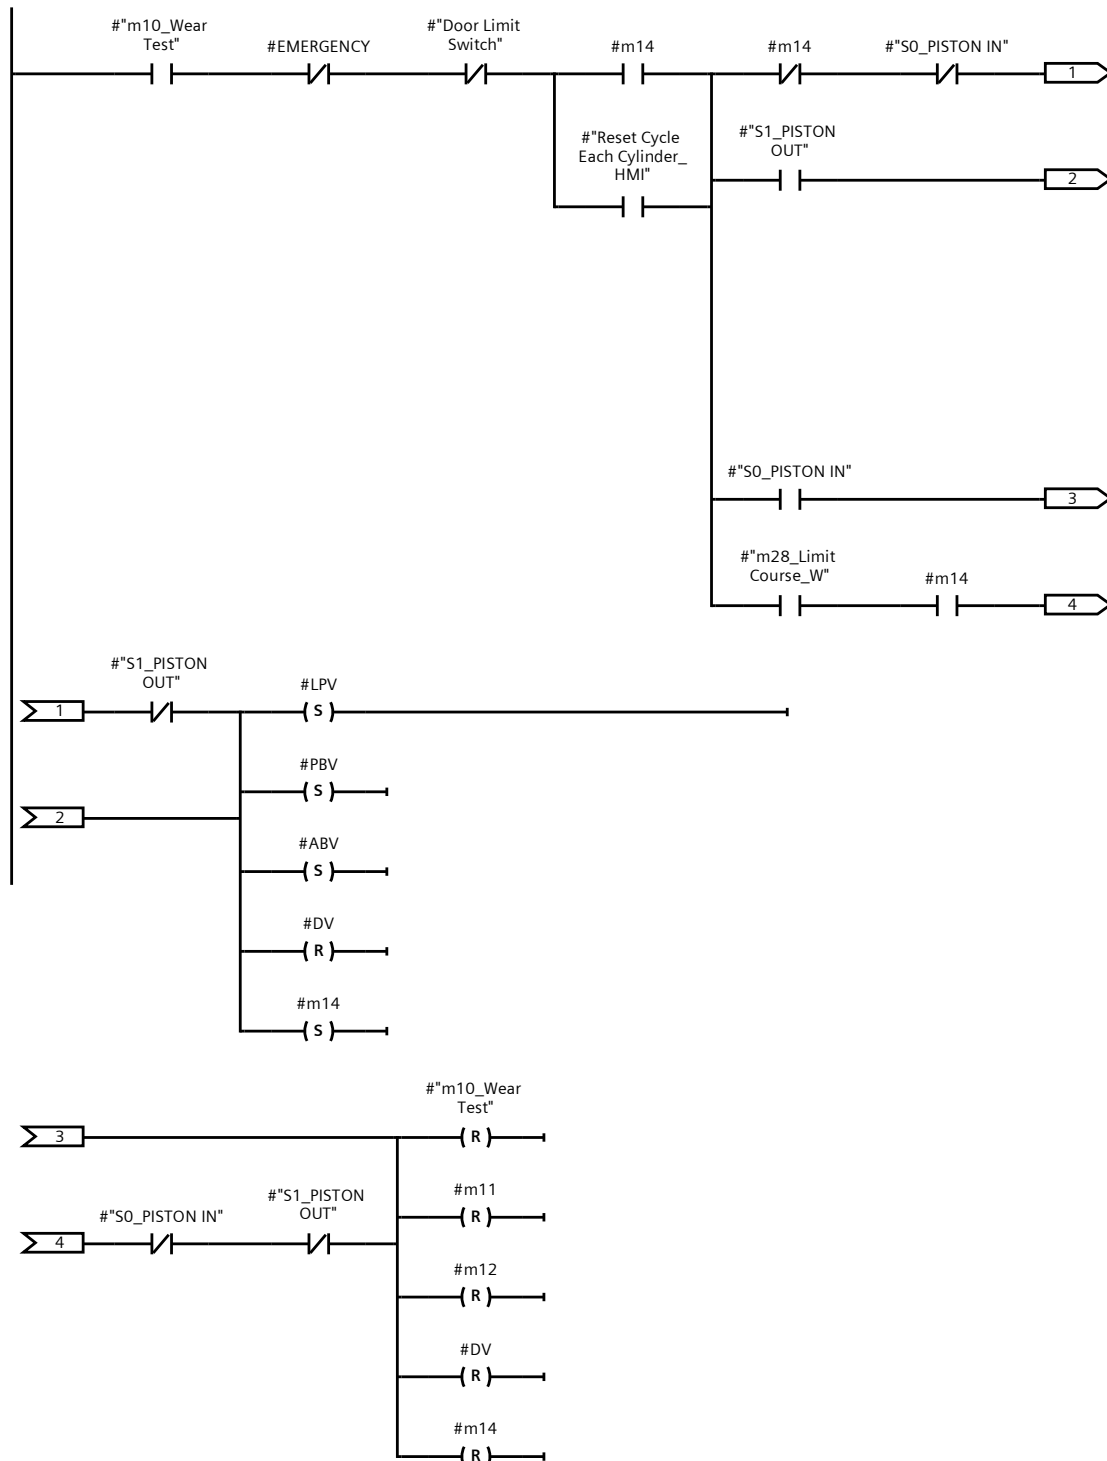 #"m10_Wear
Test"
#EMERGENCY
#"Door Limit
Switch"
#m14
#m14
#"S0_PISTON IN"
1
#"Reset Cycle
Each Cylinder_
HMI"
#"S1_PISTON
OUT"
2
#"S0_PISTON IN"
3
#"m28_Limit
Course_W"
#m14
4
#"S1_PISTON
OUT"
1
#LPV
S
#PBV
S
2
#ABV
S
#DV
R
#m14
S
#"m10_Wear
Test"
3
R
#m11
R
#"S0_PISTON IN"
#"S1_PISTON
OUT"
4
#m12
R
#DV
R
#m14
R